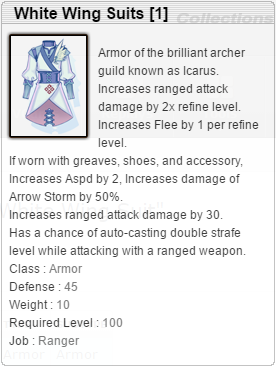 White Wing Suits [1]
Collections
Armor of the brilliant archer
guild known as Icarus.
Increases ranged attack
damage by 2x refine level.
Increases Flee by 1 per refine
level.
If worn with greaves, shoes, and accessory,
Increases Aspd by 2, Increases damage of
Arrow Storm by 50%.
Increases ranged attack damage by 30.
Has a chance of auto-casting double strafe
level while attacking with a ranged weapon.
Class : Armor
Defense : 45
Weight : 10
Required Level : 100
Job : Ranger